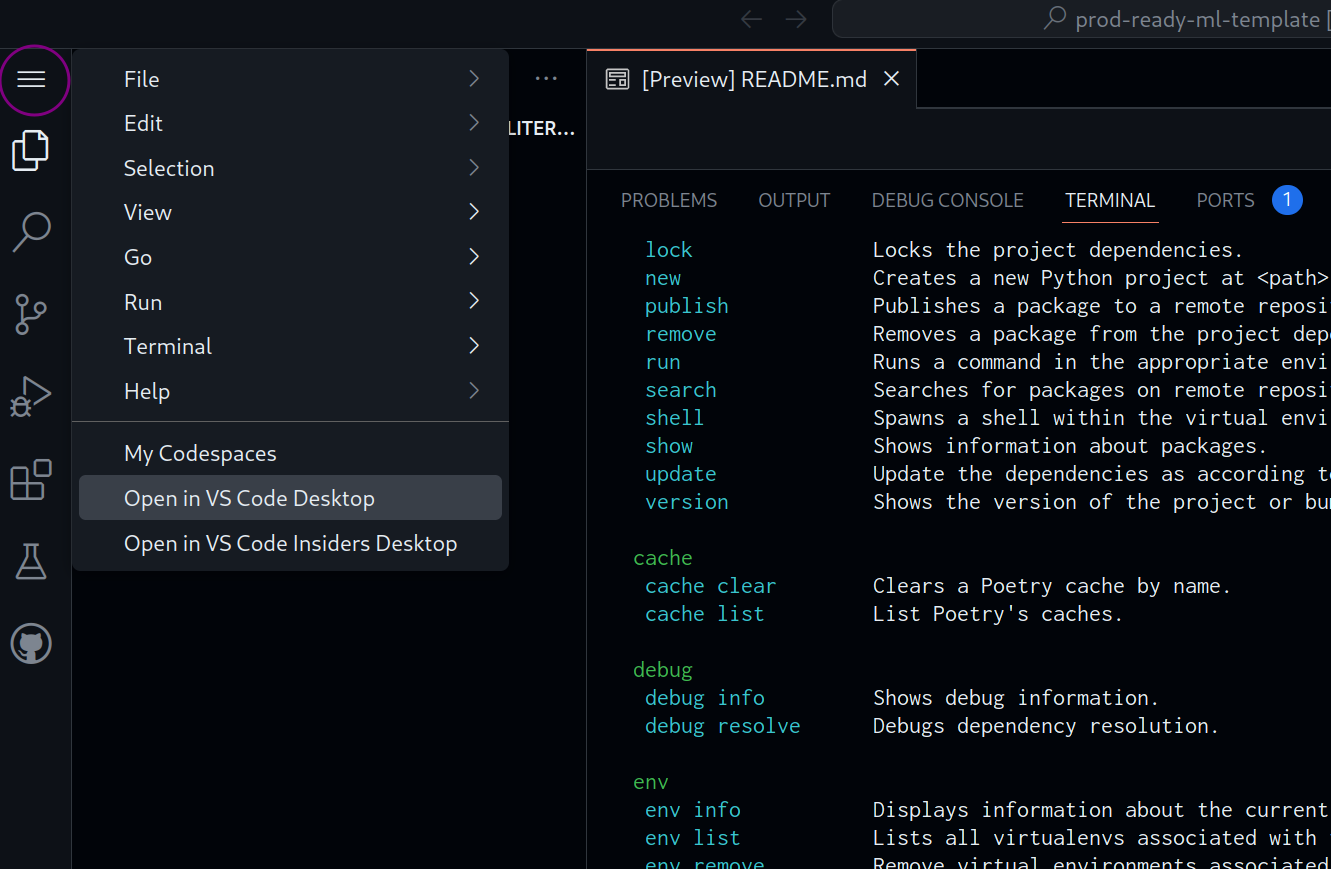 prod-ready-ml-template [
File
Edit
Selection
View
Go
Run
Terminal
Help
My Codespaces
Open in VS Code Desktop
Open in VS Code Insiders Desktop
LITER...
[Preview] README.md
PROBLEMS OUTPUT DEBUG CONSOLE TERMINAL PORTS 1
lock Locks the project dependencies.
new Creates a new Python project at <path>
publish Publishes a package to a remote reposi
remove Removes a package from the project dep
run Runs a command in the appropriate envi
search Searches for packages on remote reposi
shell Spawns a shell within the virtual envi
show Shows information about packages.
update Update the dependencies as according t
version Shows the version of the project or bu
cache
cache clear Clears a Poetry cache by name.
cache list List Poetry's caches.
debug
debug info Shows debug information.
debug resolve Debugs dependency resolution.
env
env info Displays information about the current
env list Lists all virtualenvs associated with
env remove Remove virtual environments associated